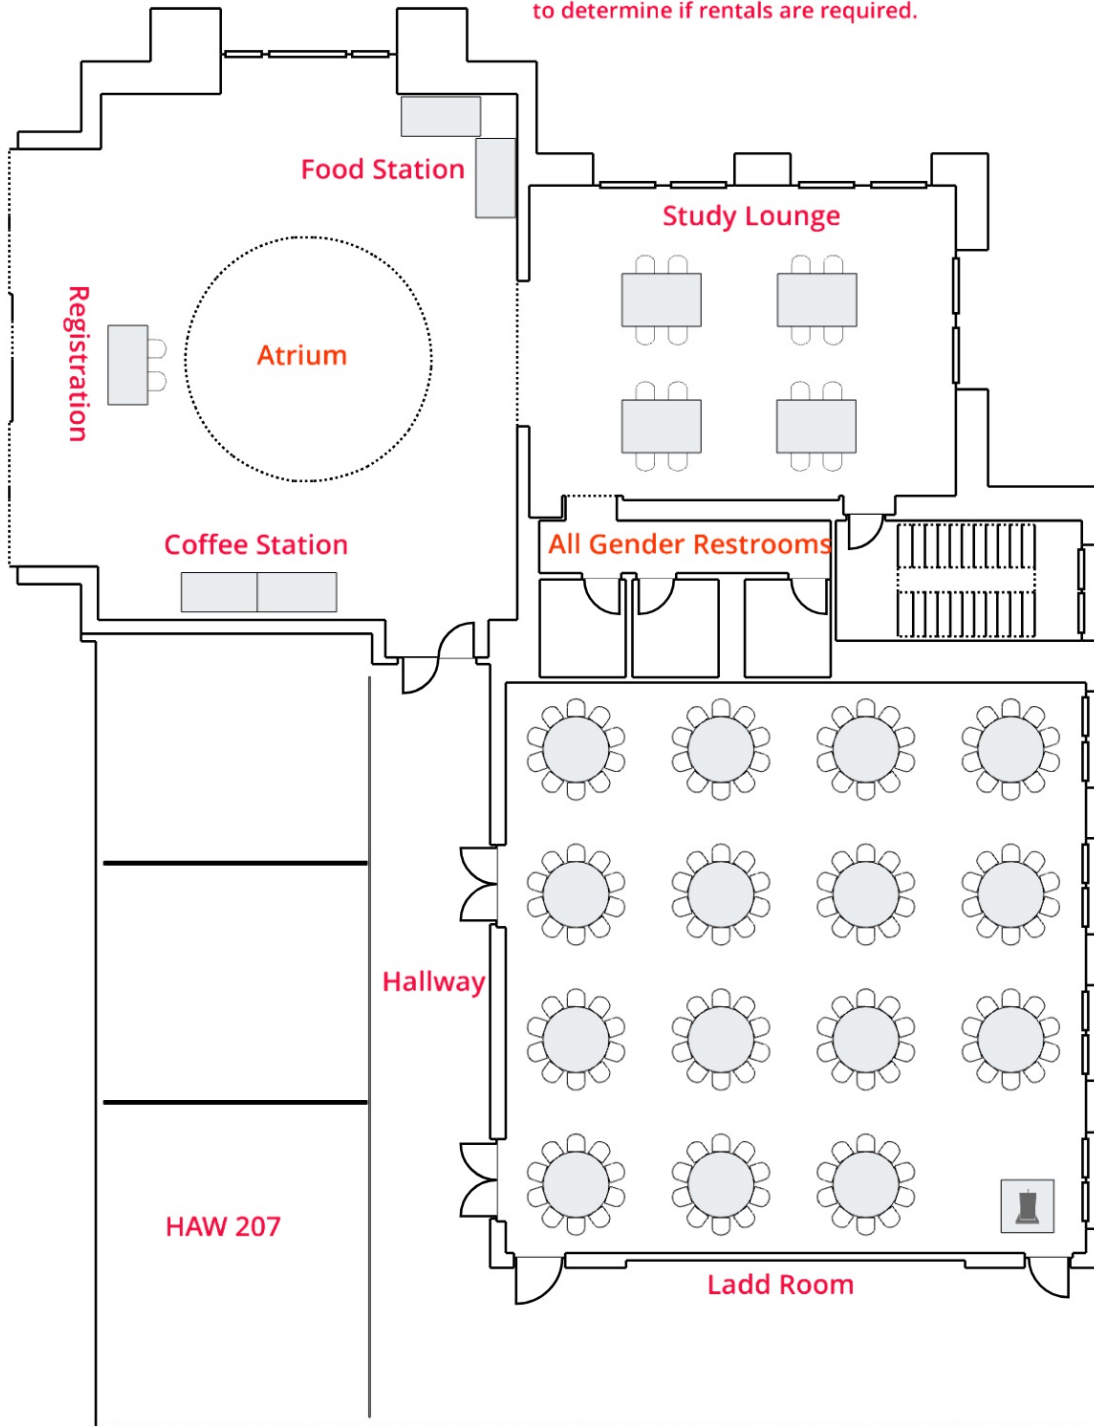 to determine if rentals are required.
Food Station
Study Lounge
Registration
Atrium
Coffee Station
All Gender Restrooms
Hallway
HAW 207
Ladd Room